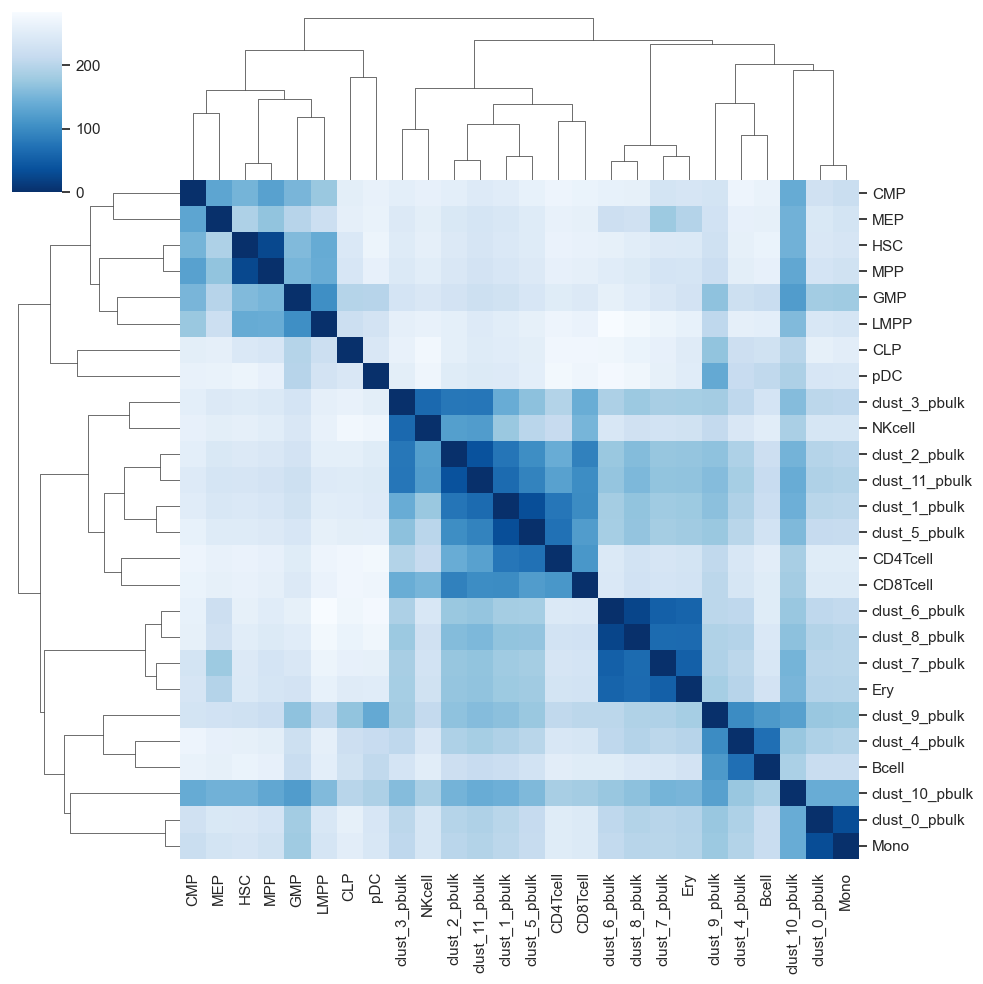 200
100
0
CMP
MEP
HSC
MPP
GMP
LMPP
CLP
pDC
clust_3_pbulk
NKcell
clust_2_pbulk
clust_11_pbulk
clust_1_pbulk
clust_5_pbulk
CD4Tcell
CD8Tcell
clust_6_pbulk
clust_8_pbulk
clust_7_pbulk
Ery
clust_9_pbulk
clust_4_pbulk
Bcell
clust_10_pbulk
clust_0_pbulk
Mono
CMP
MEP
HSC
MPP
GMP
LMPP
CLP
pDC
clust_3_pbulk
NKcell
clust_2_pbulk
clust_11_pbulk
clust_1_pbulk
clust_5_pbulk
CD4Tcell
CD8Tcell
clust_6_pbulk
clust_8_pbulk
clust_7_pbulk
Ery
clust_9_pbulk
clust_4_pbulk
Bcell
clust_10_pbulk
clust_0_pbulk
Mono